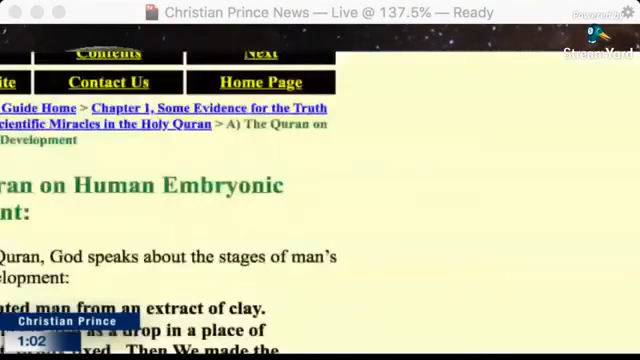 Christian Prince News — Live @ 137.5% — Ready
Powered by
StreamYard
Contents Next
ite Contact Us Home Page
Guide Home > Chapter 1, Some Evidence for the Truth
cientific Miracles in the Holy Quran > A) The Quran on
Development
ran on Human Embryonic
nt:
Quran, God speaks about the stages of man's
elopment:
ated man from an extract of clay.
as a drop in a place of
fixed. Then We made the
Christian Prince
1:02